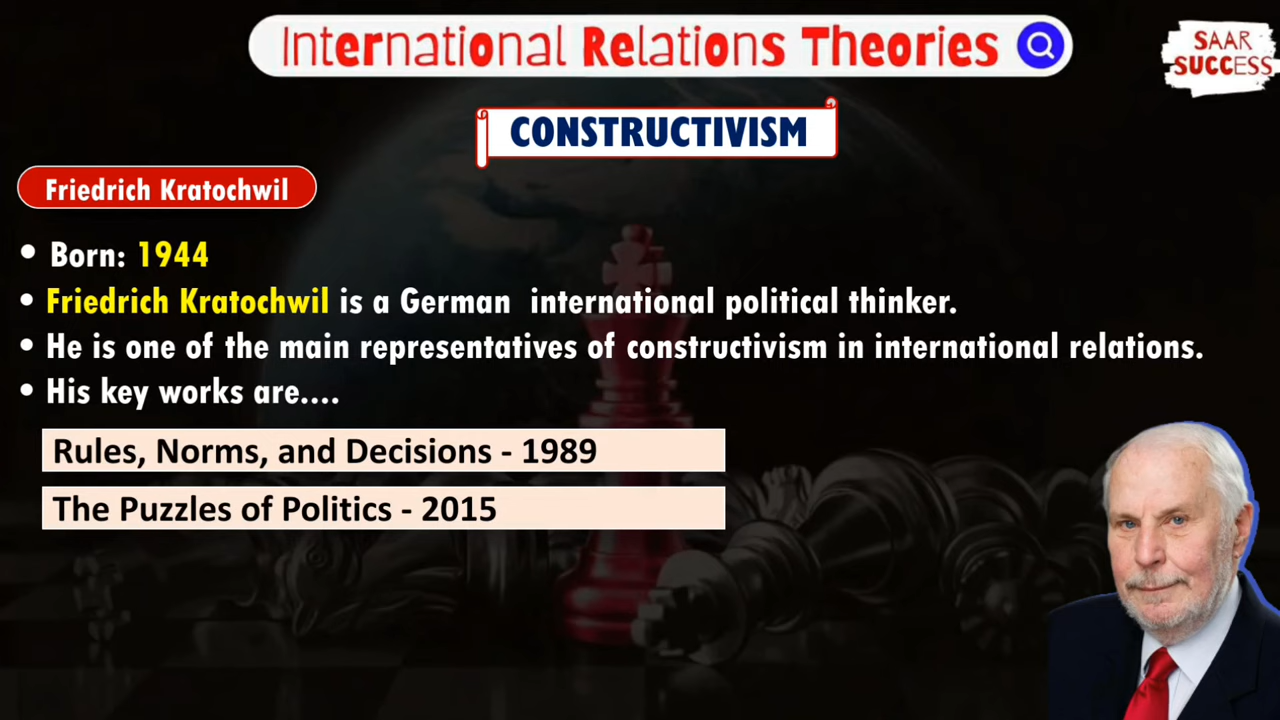 International Relations Theories
SAAR
SUCCESS
CONSTRUCTIVISM
Friedrich Kratochwil
• Born: 1944
• Friedrich Kratochwil is a German international political thinker.
• He is one of the main representatives of constructivism in international relations.
• His key works are....
Rules, Norms, and Decisions - 1989
The Puzzles of Politics - 2015